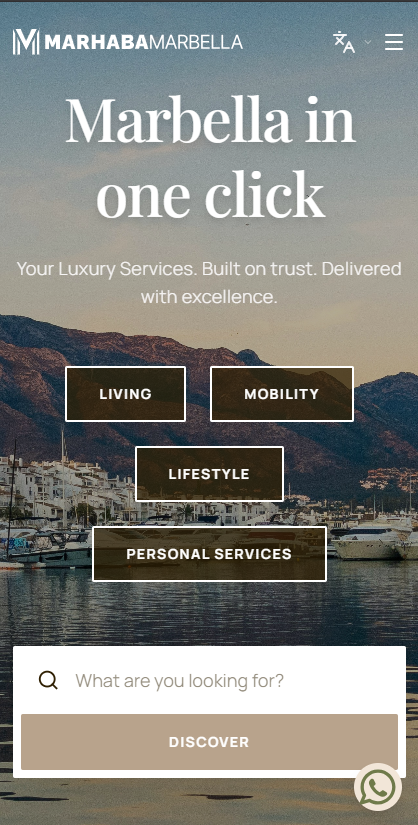 MARHABAMARBELLA
Marbella in
one click
Your Luxury Services. Built on trust. Delivered
with excellence.
LIVING
MOBILITY
LIFESTYLE
PERSONAL SERVICES
What are you looking for?
DISCOVER